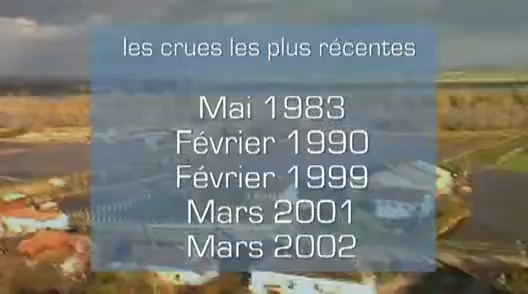 les crues les plus récentes
Mai 1983
Février 1990
Février 1999
Mars 2001
Mars 2002